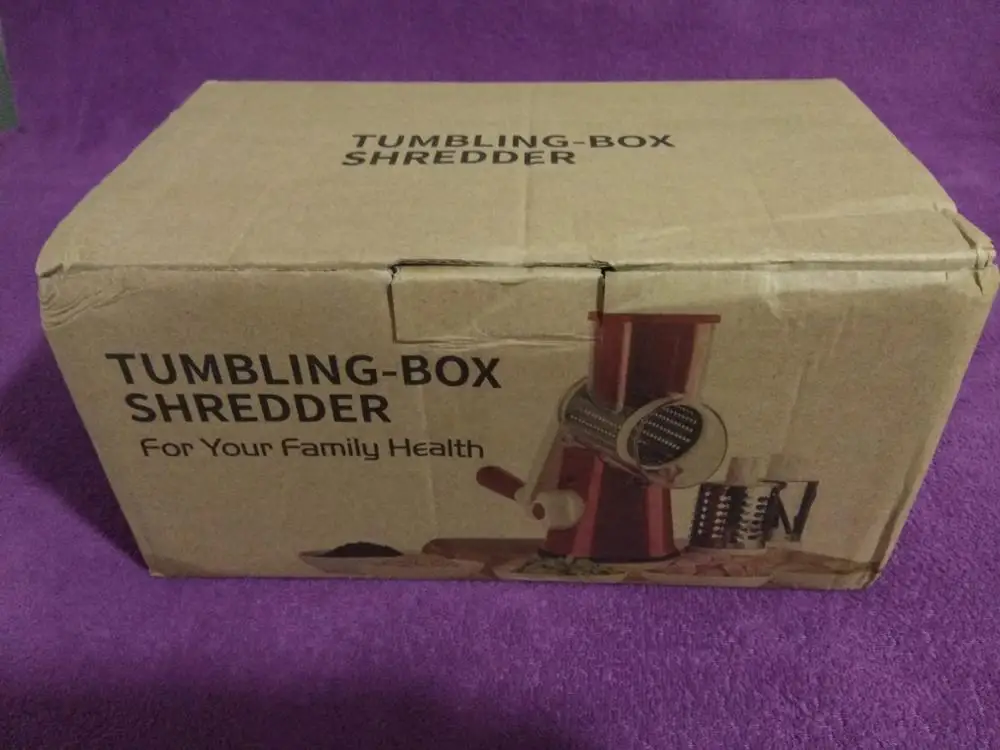 TUMBLING-BOX
SHREDDER
TUMBLING-BOX
SHREDDER
For Your Family Health